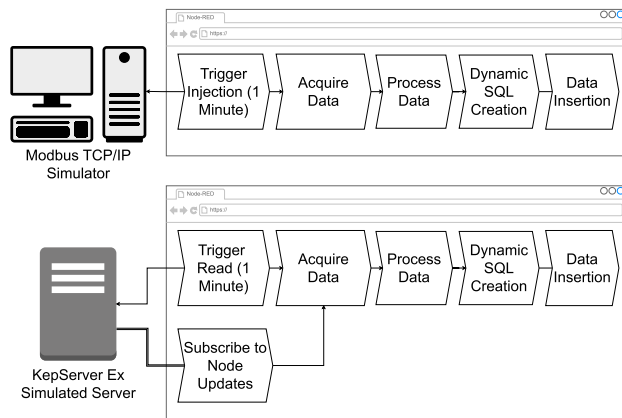 Node-RED
https://
Trigger
Injection (1
Minute)
Acquire
Data
Process
Data
Dynamic
SQL
Creation
Data
Insertion
Modbus TCP/IP
Simulator
Node-RED
https://
Trigger
Read (1
Minute)
Acquire
Data
Process
Data
Dynamic
SQL
Creation
Data
Insertion
Subscribe to
Node
Updates
KepServer Ex
Simulated Server